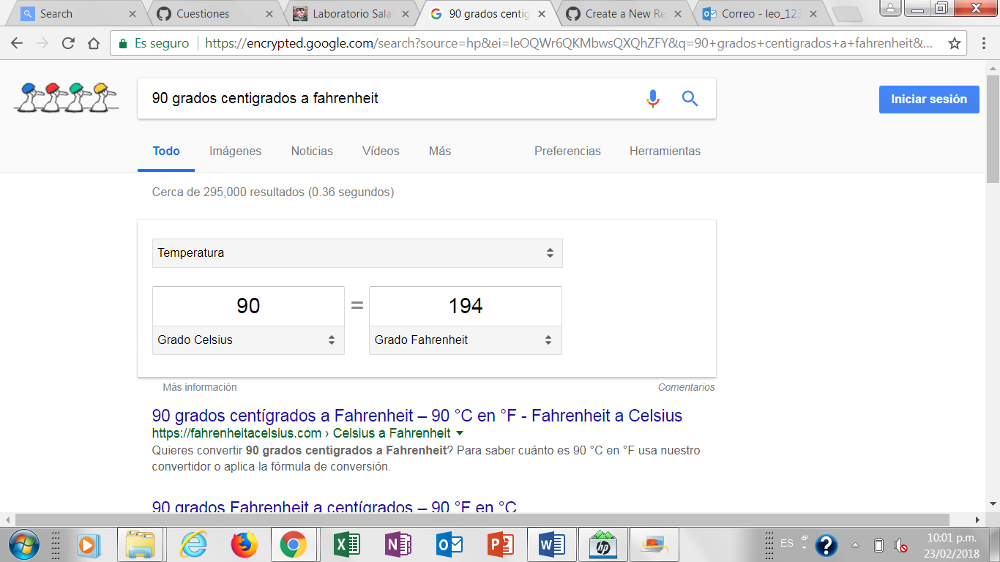 Search
Cuestiones
Laboratorio Sala
90 grados centig
Create a New Re
Correo - leo_123
Es seguro
https://encrypted.google.com/search?source=hp&ei=leOQWr6QKMbwsQXQhZFY&q=90+grados+centigrados+a+fahrenheit&...
90 grados centigrados a fahrenheit
Iniciar sesión
Todo Imágenes Noticias Vídeos Más Preferencias Herramientas
Cerca de 295,000 resultados (0.36 segundos)
Temperatura
90 = 194
Grado Celsius Grado Fahrenheit
Más información Comentarios
90 grados centígrados a Fahrenheit – 90 °C en °F - Fahrenheit a Celsius
https://fahrenheitacelsius.com › Celsius a Fahrenheit
Quieres convertir 90 grados centígrados a Fahrenheit? Para saber cuánto es 90 °C en °F usa nuestro
convertidor o aplica la fórmula de conversión.
90 grados Fahrenheit a centígrados – 90 °F en °C
ES
10:01 p.m.
23/02/2018